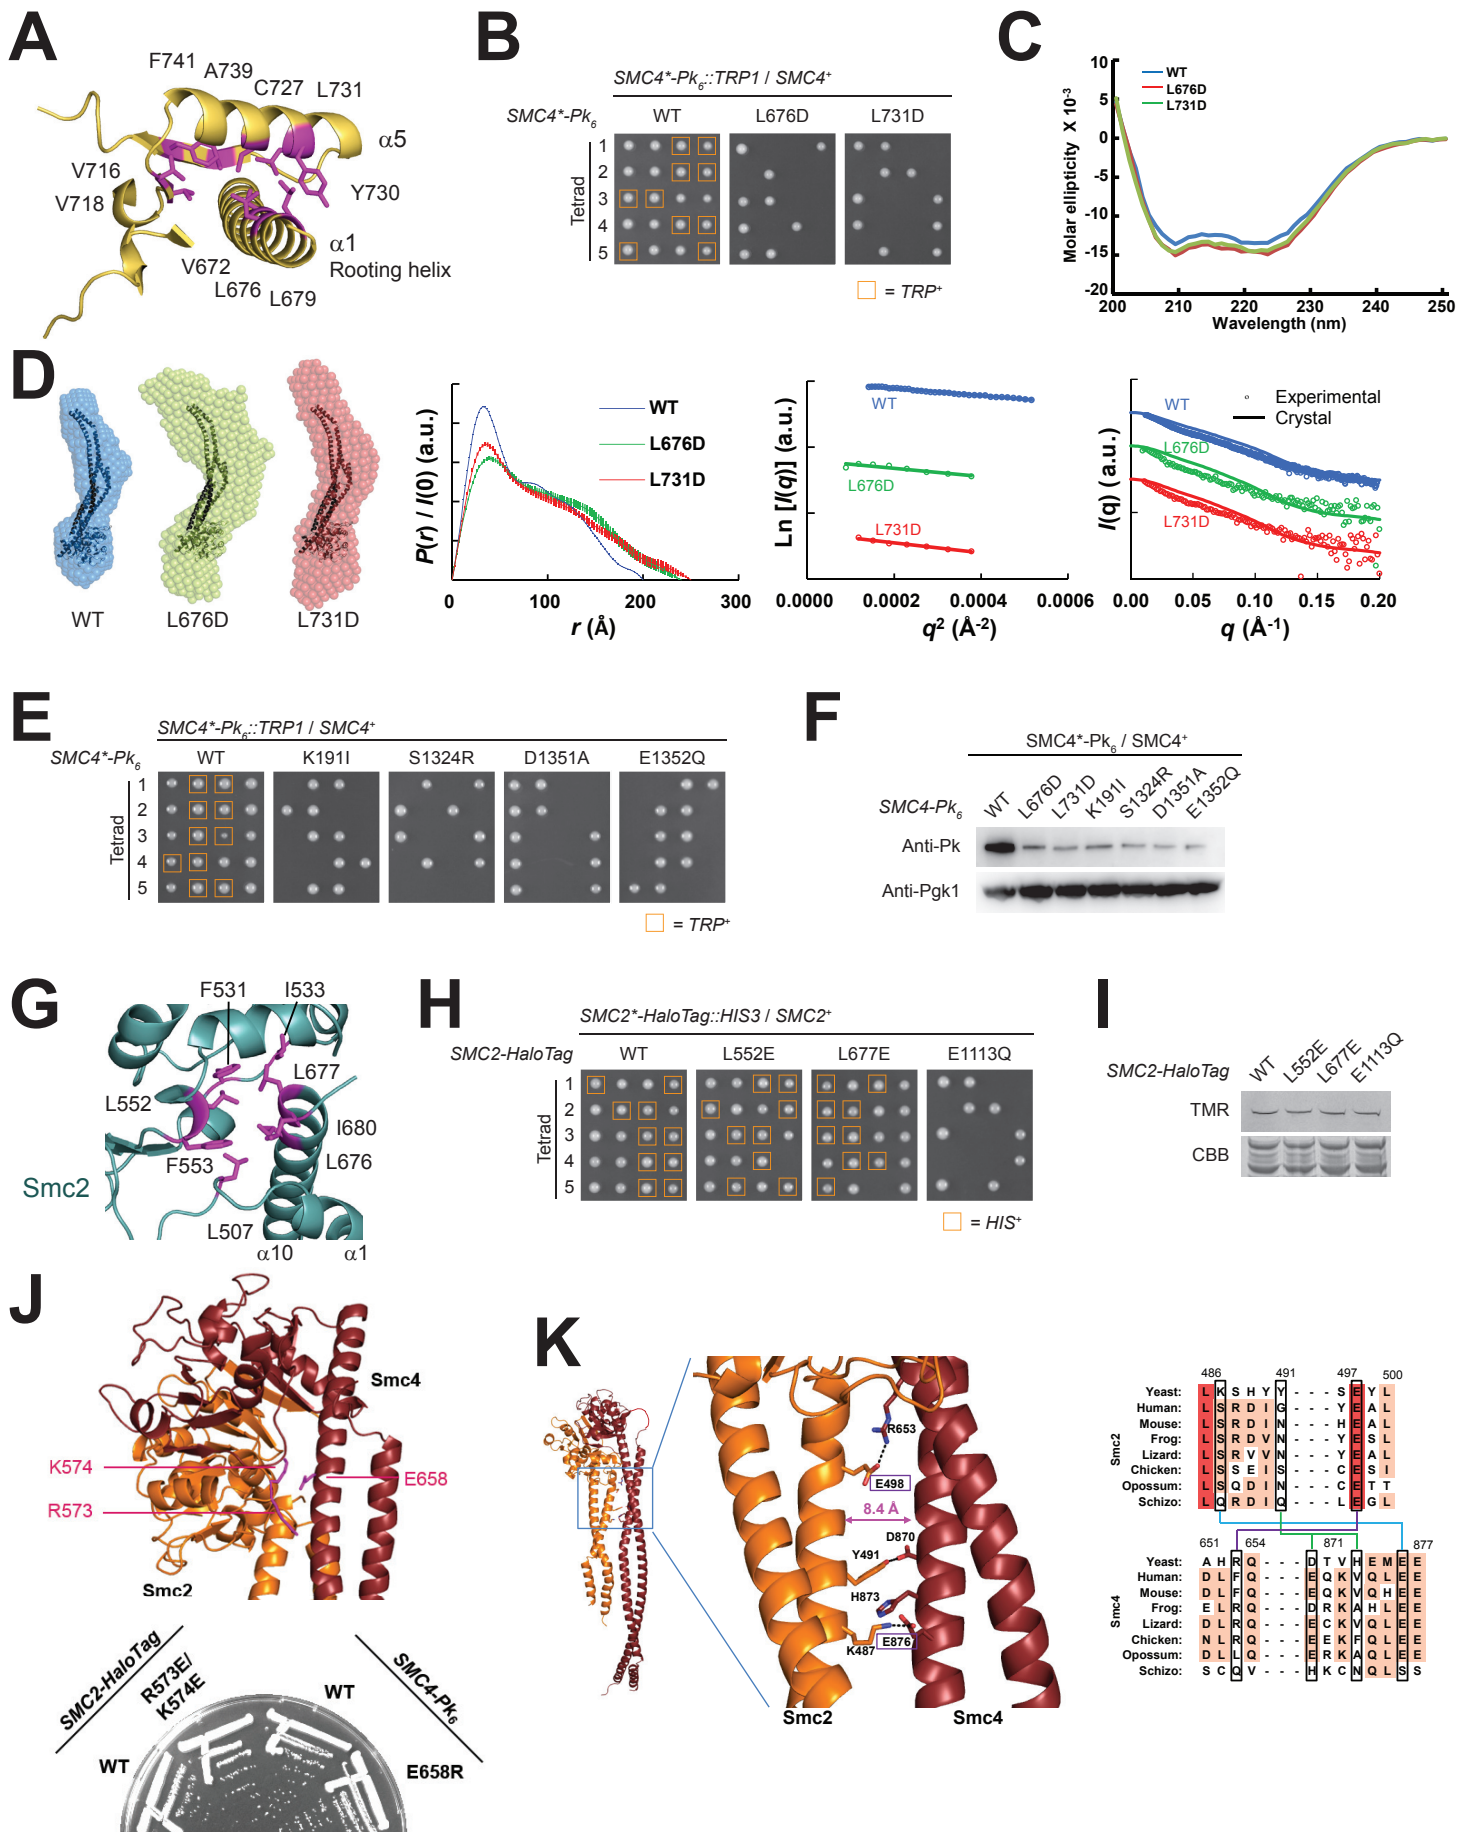 A
F741
A739
C727
L731
α5
V716
V718
Y730
α1
Rooting helix
V672
L676
L679
B
SMC4*-Pk6::TRP1 / SMC4+
SMC4*-Pk6
WT
L676D
L731D
Tetrad
1
2
3
4
5
= TRP+
C
10
5
0
-5
-10
-15
-20
Molar ellipticity X 10-3
WT
L676D
L731D
200
210
220
230
240
250
Wavelength (nm)
D
WT
L676D
L731D
P(r) / I(0) (a.u.)
WT
L676D
L731D
0
100
200
300
r (Å)
Ln [I(q)] (a.u.)
WT
L676D
L731D
0.0000
0.0002
0.0004
0.0006
q2 (Å-2)
I(q) (a.u.)
WT
L676D
L731D
Experimental
Crystal
0.00
0.05
0.10
0.15
0.20
q (Å-1)
E
SMC4*-Pk6::TRP1 / SMC4+
SMC4*-Pk6
WT
K191I
S1324R
D1351A
E1352Q
Tetrad
1
2
3
4
5
= TRP+
F
SMC4*-Pk6 / SMC4+
SMC4-Pk6
WT
L676D
L731D
K191I
S1324R
D1351A
E1352Q
Anti-Pk
Anti-Pgk1
G
F531
I533
L677
L552
I680
F553
L676
Smc2
L507
α10
α1
H
SMC2*-HaloTag::HIS3 / SMC2+
SMC2-HaloTag
WT
L552E
L677E
E1113Q
Tetrad
1
2
3
4
5
= HIS+
I
SMC2-HaloTag
WT
L552E
L677E
E1113Q
TMR
CBB
J
Smc4
K574
E658
R573
Smc2
SMC2-HaloTag
R573E/
K574E
WT
SMC4-Pk6
WT
E658R
K
R653
E498
8.4 Å
D870
Y491
H873
K487
E876
Smc2
Smc4
486 491 497 500
Smc2
Yeast: L K S H Y Y - - - S E Y L
Human: L S R D I G - - - Y E A L
Mouse: L S R D I N - - - H E A L
Frog: L S R D V N - - - Y E S L
Lizard: L S R V V N - - - Y E A L
Chicken: L S S E I S - - - C E S I
Opossum: L S Q D I N - - - C E T T
Schizo: L Q R D I Q - - - L E G L
651 654 871 877
Smc4
Yeast: A H R Q - - - D T V H E M E E
Human: D L F Q - - - E Q K V Q L E E
Mouse: D L F Q - - - E Q K V Q H E E
Frog: E L R Q - - - D R K A H L E E
Lizard: D L R Q - - - E C K V Q L E E
Chicken: N L R Q - - - E E K F Q L E E
Opossum: D L L Q - - - E R K A Q L E E
Schizo: S C Q V - - - H K C N Q L S S